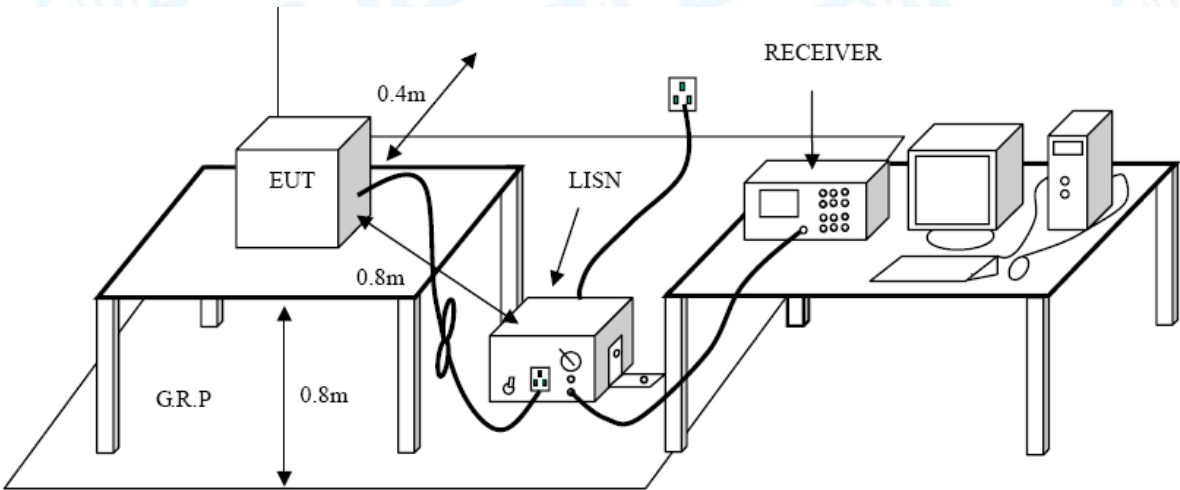 RECEIVER
0.4m
EUT
LISN
0.8m
G.R.P
0.8m